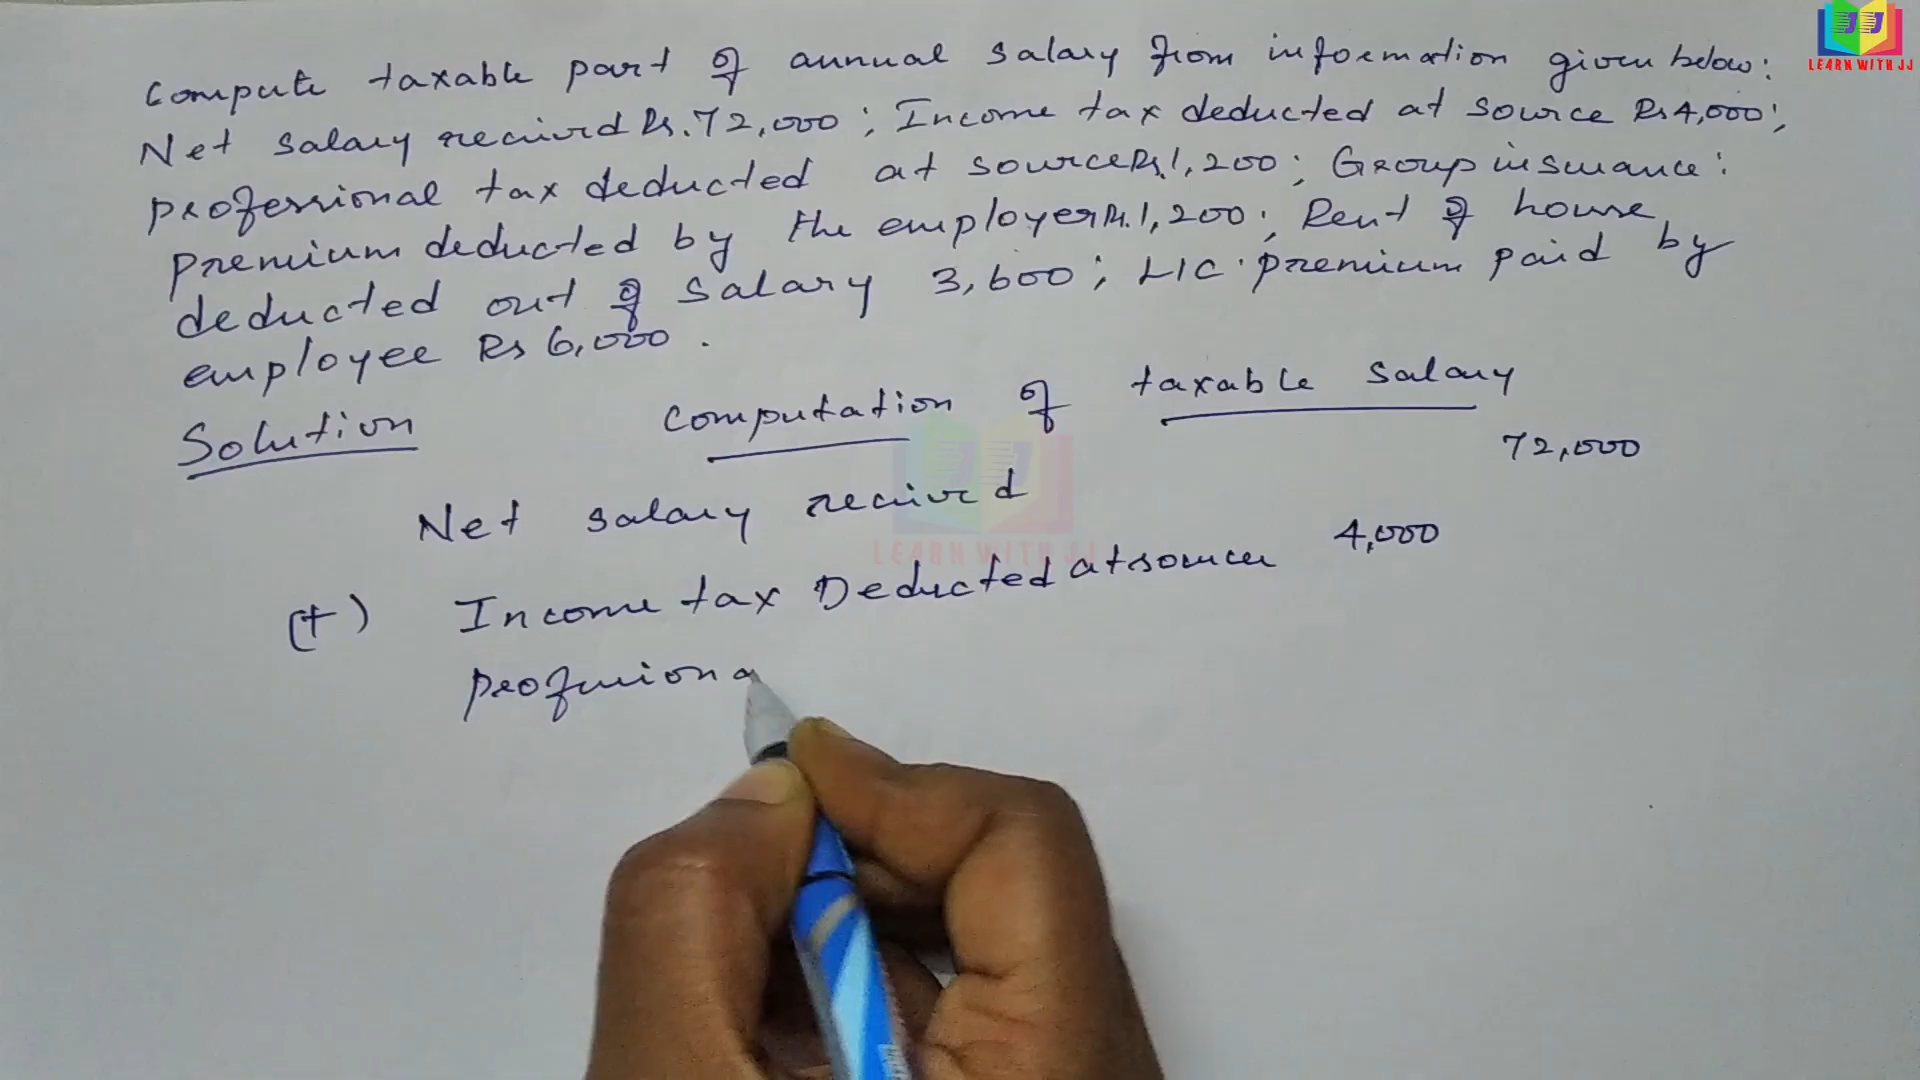 LEARN WITH JJ
Compute taxable part of annual salary from information given below:
Net salary received Rs.72,000; Income tax deducted at source Rs 4,000;
professional tax deducted at source Rs.1,200; Group insurance:
premium deducted by the employer Rs.1,200; Rent of house
deducted out of salary 3,600; LIC. premium paid by
employee Rs 6,000.
Solution
Computation of taxable salary
Net salary received 72,000
LEARN WITH JJ
(+) Income tax Deducted at source 4,000
professiona